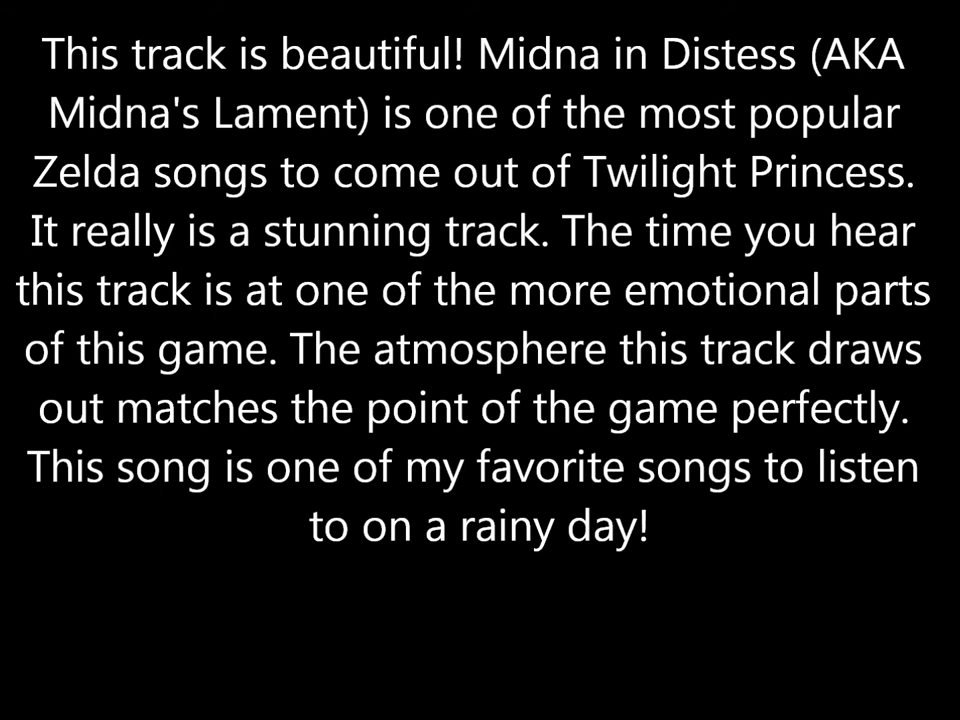 This track is beautiful! Midna in Distess (AKA
Midna's Lament) is one of the most popular
Zelda songs to come out of Twilight Princess.
It really is a stunning track. The time you hear
this track is at one of the more emotional parts
of this game. The atmosphere this track draws
out matches the point of the game perfectly.
This song is one of my favorite songs to listen
to on a rainy day!